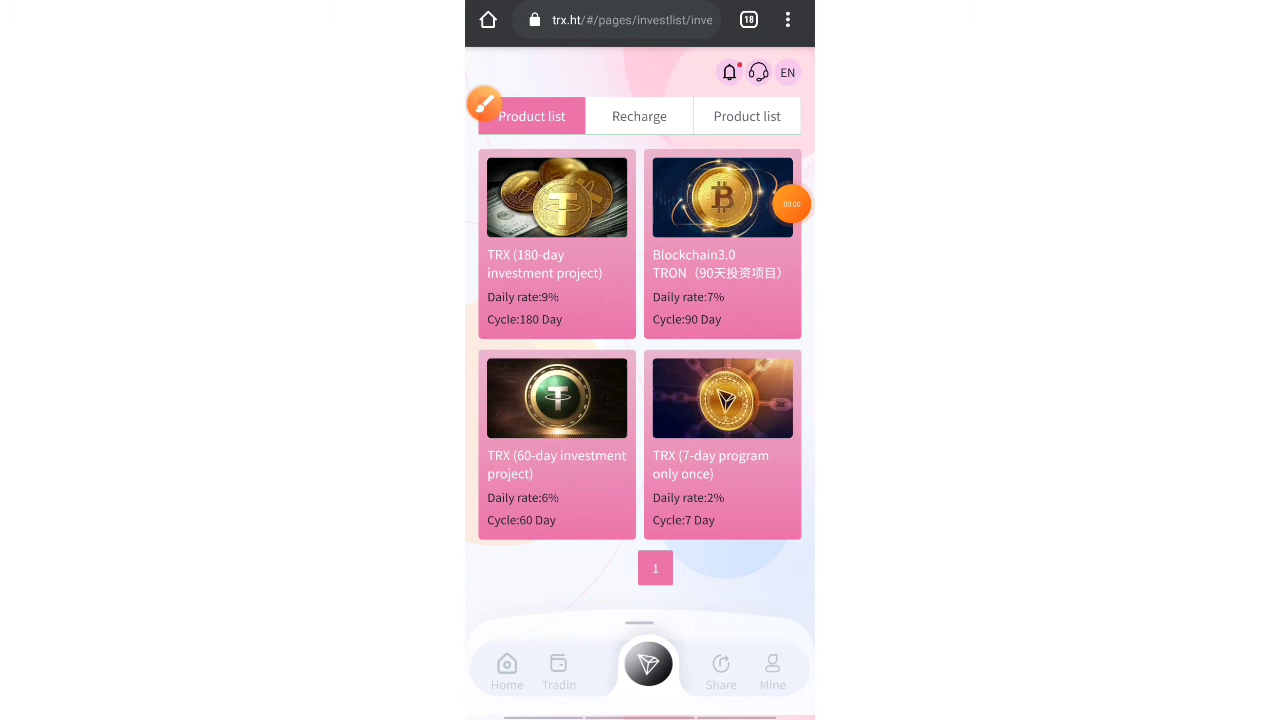 trx.ht/#/pages/investlist/inve
18
EN
Product list
Recharge
Product list
00:00
TRX (180-day
investment project)
Daily rate:9%
Cycle:180 Day
Blockchain3.0
TRON（90天投资项目）
Daily rate:7%
Cycle:90 Day
TRX (60-day investment
project)
Daily rate:6%
Cycle:60 Day
TRX (7-day program
only once)
Daily rate:2%
Cycle:7 Day
1
Home
Tradin
Share
Mine